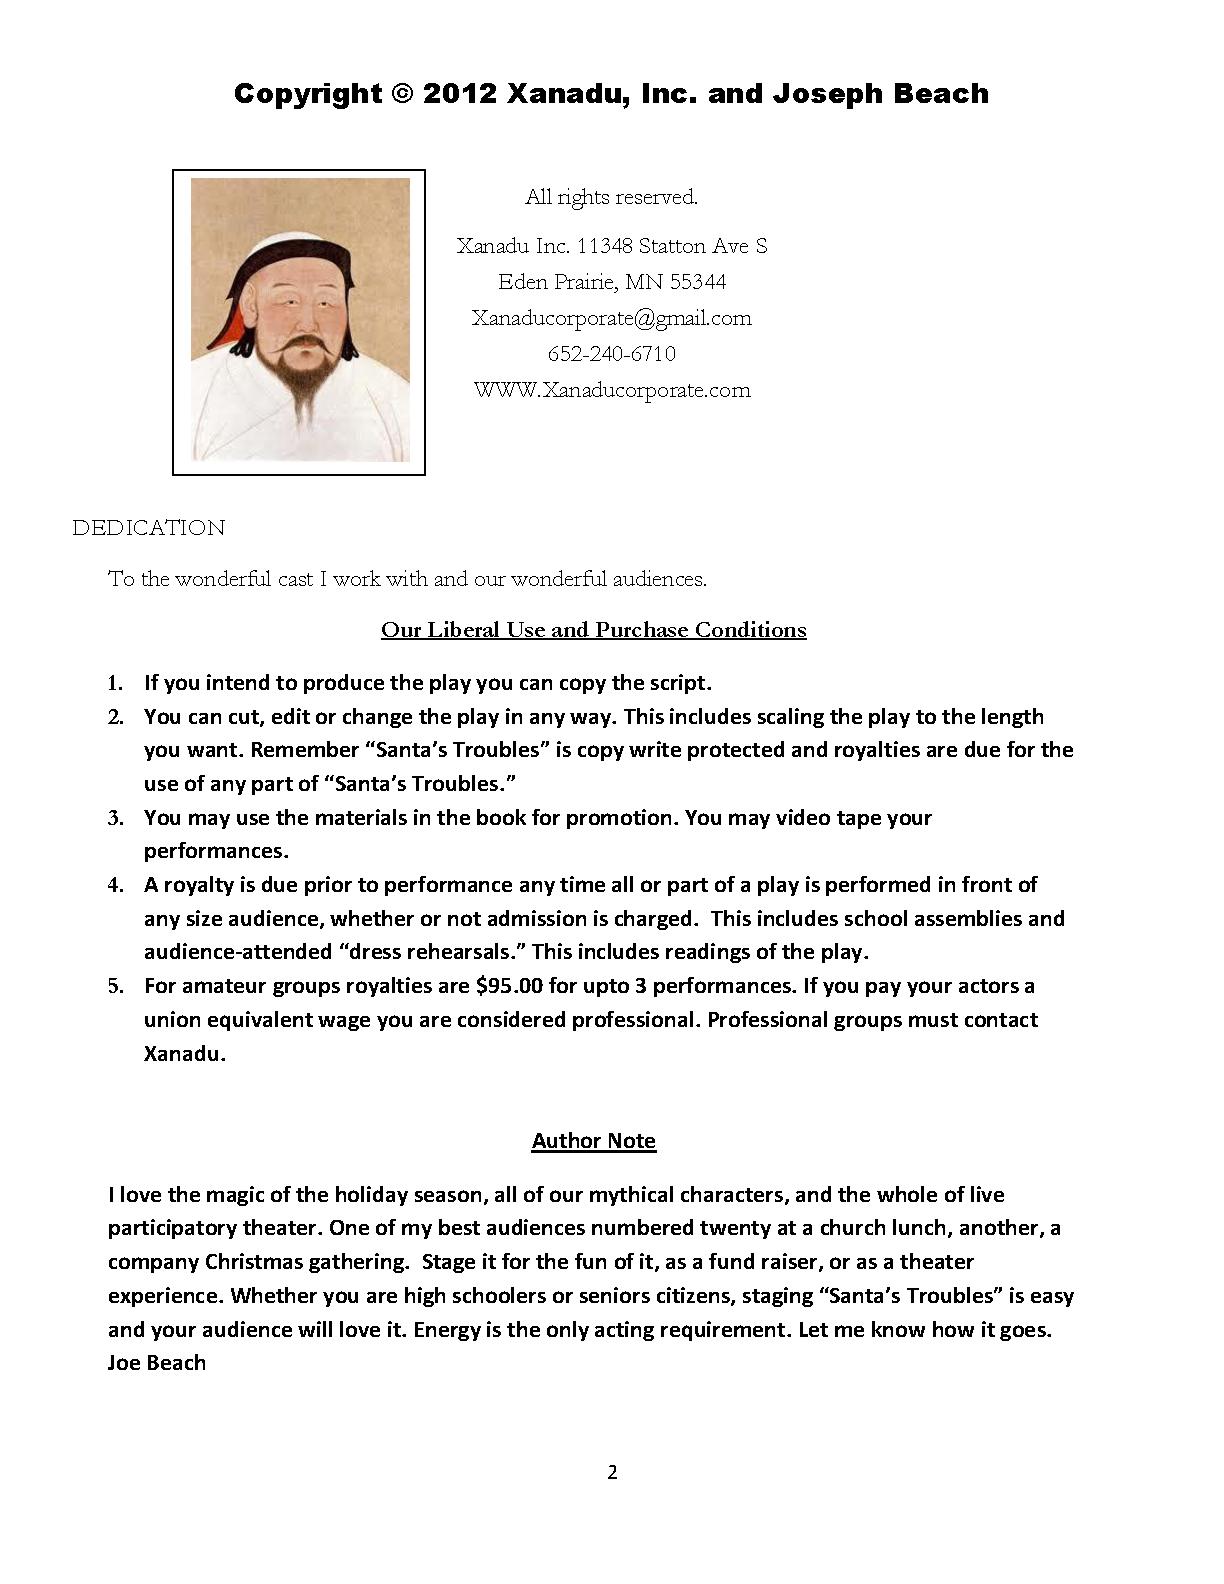 Copyright © 2012 Xanadu, Inc. and Joseph Beach
All rights reserved.
Xanadu Inc. 11348 Statton Ave S
Eden Prairie, MN 55344
Xanaducorporate@gmail.com
652-240-6710
WWW.Xanaducorporate.com
DEDICATION
To the wonderful cast I work with and our wonderful audiences.
Our Liberal Use and Purchase Conditions
1. If you intend to produce the play you can copy the script.
2. You can cut, edit or change the play in any way. This includes scaling the play to the length
you want. Remember “Santa’s Troubles” is copy write protected and royalties are due for the
use of any part of “Santa’s Troubles.”
3. You may use the materials in the book for promotion. You may video tape your
performances.
4. A royalty is due prior to performance any time all or part of a play is performed in front of
any size audience, whether or not admission is charged.  This includes school assemblies and
audience-attended “dress rehearsals.” This includes readings of the play.
5. For amateur groups royalties are $95.00 for upto 3 performances. If you pay your actors a
union equivalent wage you are considered professional. Professional groups must contact
Xanadu.
Author Note
I love the magic of the holiday season, all of our mythical characters, and the whole of live
participatory theater. One of my best audiences numbered twenty at a church lunch, another, a
company Christmas gathering.  Stage it for the fun of it, as a fund raiser, or as a theater
experience. Whether you are high schoolers or seniors citizens, staging “Santa’s Troubles” is easy
and your audience will love it. Energy is the only acting requirement. Let me know how it goes.
Joe Beach
2